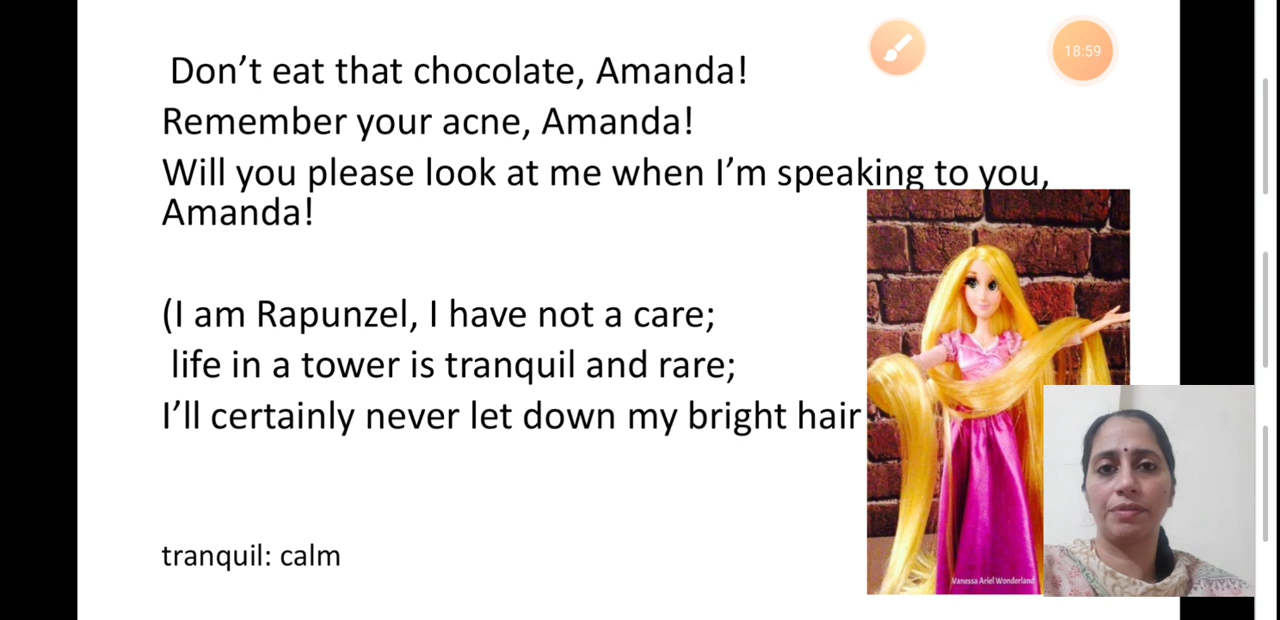 Don’t eat that chocolate, Amanda!
18:59
Remember your acne, Amanda!
Will you please look at me when I’m speaking to you,
Amanda!
(I am Rapunzel, I have not a care;
life in a tower is tranquil and rare;
I’ll certainly never let down my bright hair
tranquil: calm
Vanessa Ariel Wonderland